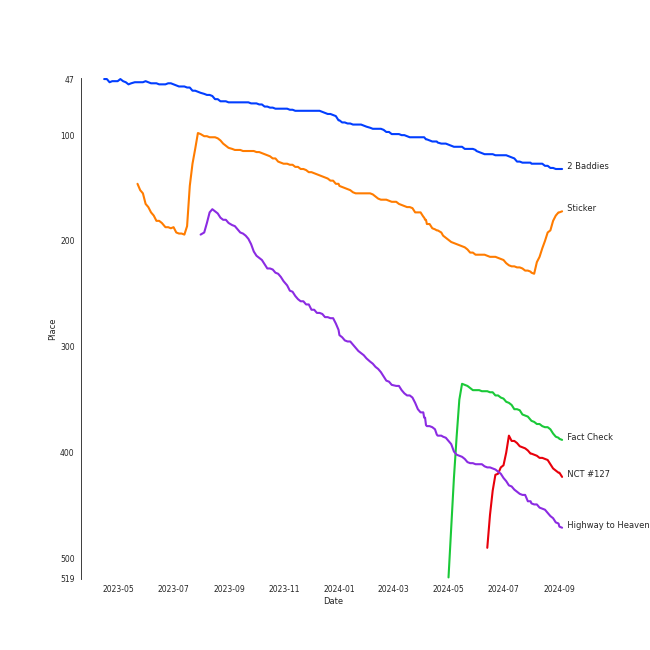 47
100
200
300
400
500
519
Place
2023-05 2023-07 2023-09 2023-11 2024-01 2024-03 2024-05 2024-07 2024-09
Date
2 Baddies
Sticker
Fact Check
NCT #127
Highway to Heaven